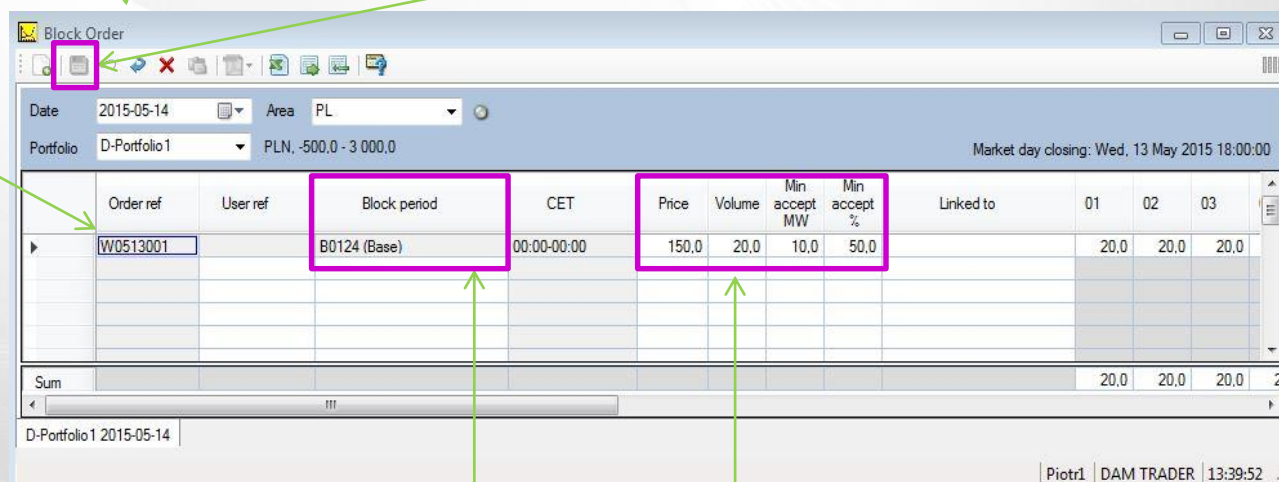 Block Order
Date 2015-05-14 Area PL
Portfolio D-Portfolio1 PLN, -500,0 - 3 000,0 Market day closing: Wed, 13 May 2015 18:00:00
Order ref User ref Block period CET Price Volume Min accept MW Min accept % Linked to 01 02 03
W0513001 B0124 (Base) 00:00-00:00 150,0 20,0 10,0 50,0 20,0 20,0 20,0
Sum 20,0 20,0 20,0 2
D-Portfolio1 2015-05-14
Piotr1 DAM TRADER 13:39:52